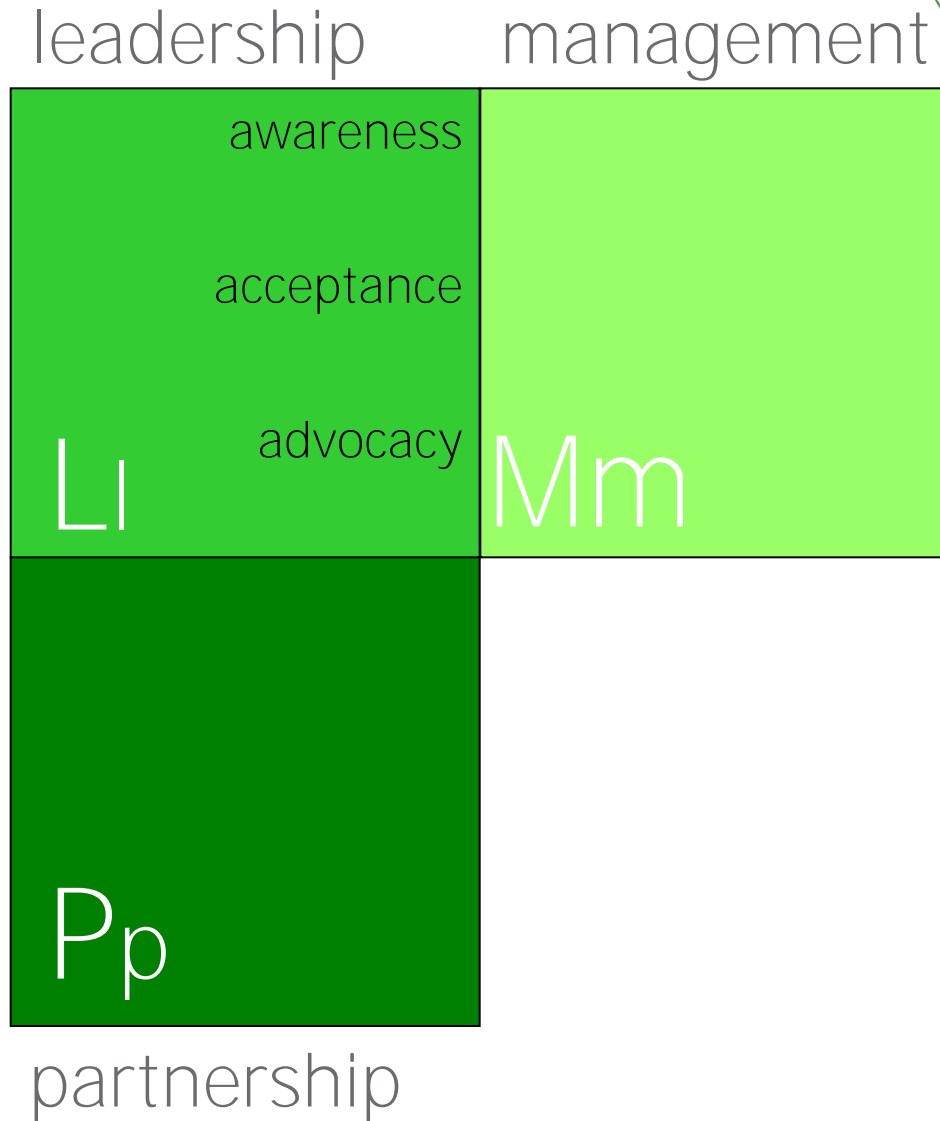 leadership
management
awareness
acceptance
advocacy
Ll
Mm
Pp
partnership